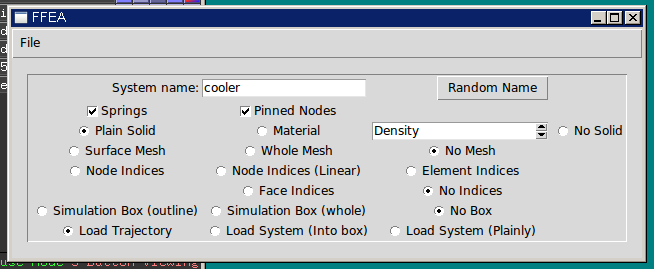 FFEA
File
System name: cooler Random Name
Springs Pinned Nodes
Plain Solid Material Density No Solid
Surface Mesh Whole Mesh No Mesh
Node Indices Node Indices (Linear) Element Indices
Face Indices No Indices
Simulation Box (outline) Simulation Box (whole) No Box
Load Trajectory Load System (Into box) Load System (Plainly)